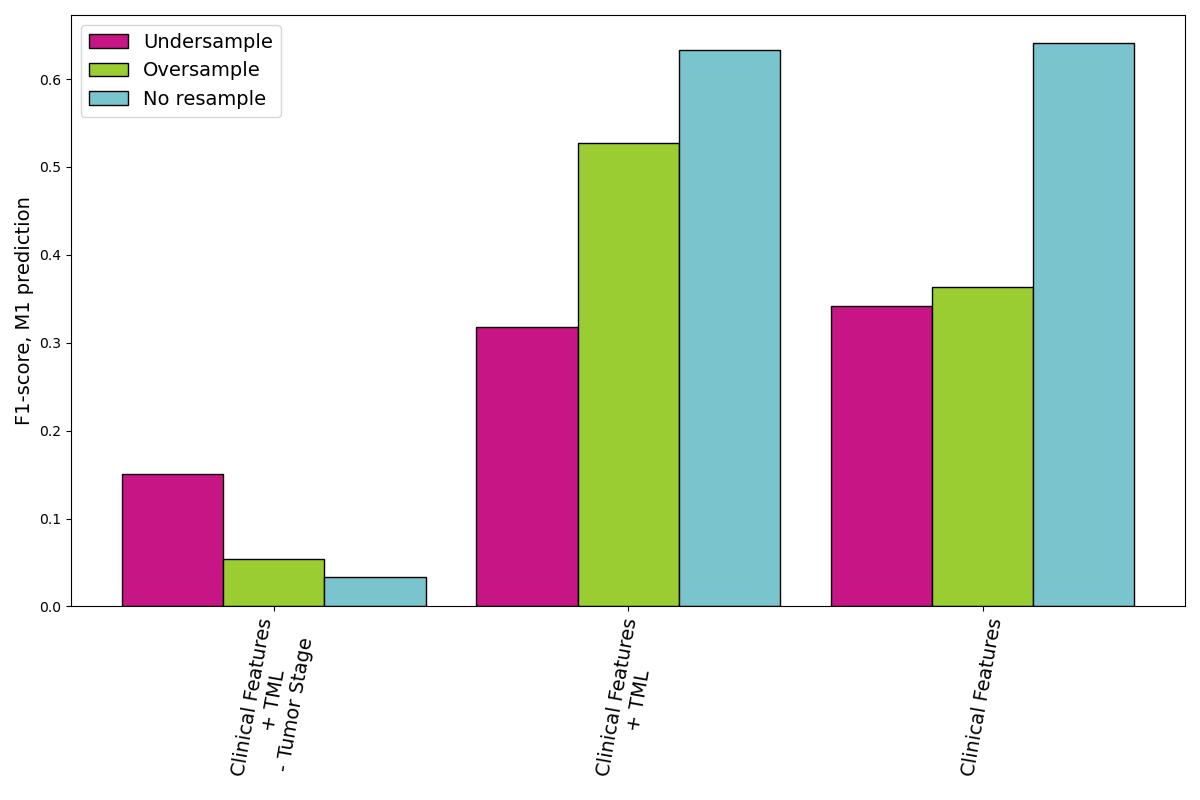 Undersample
Oversample
No resample
F1-score, M1 prediction
0.6
0.5
0.4
0.3
0.2
0.1
0.0
Clinical Features
+ TML
- Tumor Stage
Clinical Features
+ TML
Clinical Features